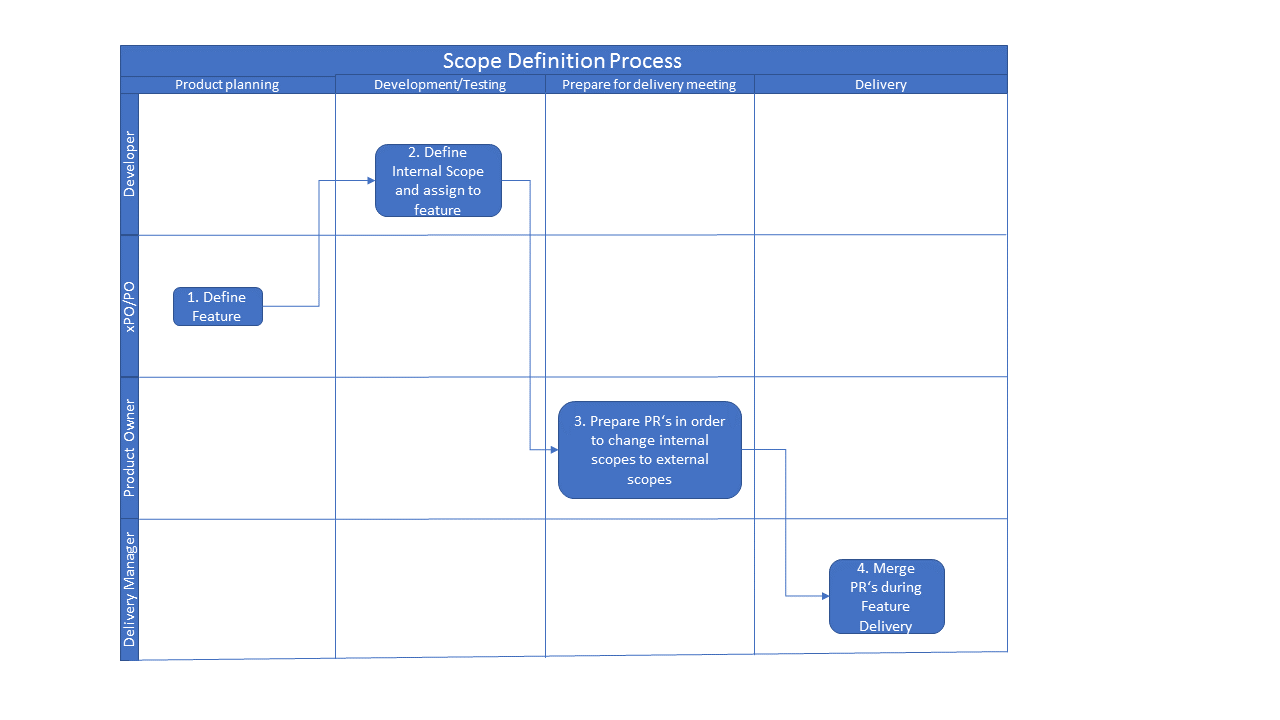 Scope Definition Process
Product planning
Development/Testing
Prepare for delivery meeting
Delivery
Developer
2. Define
Internal Scope
and assign to
feature
xPO/PO
1. Define
Feature
Product Owner
3. Prepare PR‘s in order
to change internal
scopes to external
scopes
Delivery Manager
4. Merge
PR‘s during
Feature
Delivery